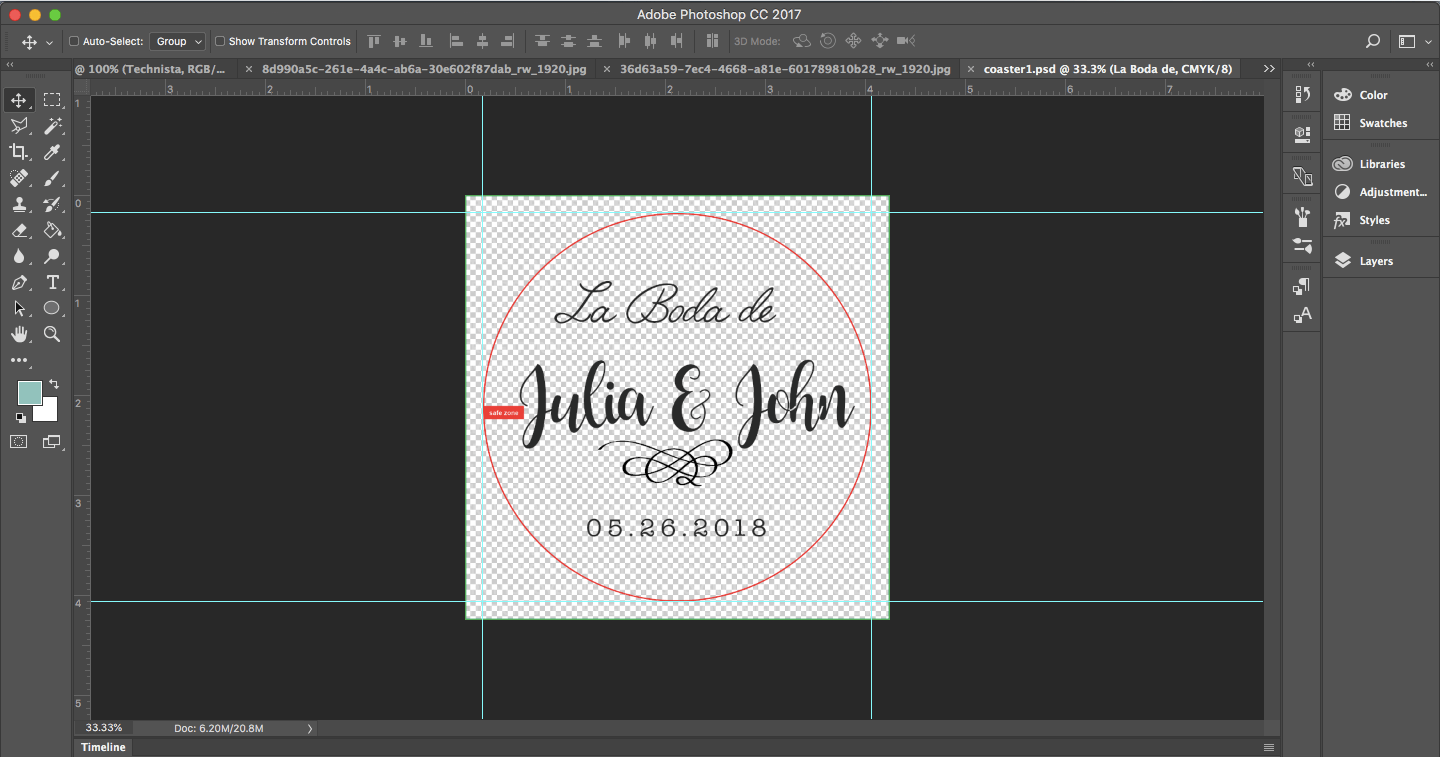 Adobe Photoshop CC 2017
Auto-Select: Group Show Transform Controls 3D Mode:
@ 100% (Technista, RGB/... × 8d990a5c-261e-4a4c-ab6a-30e602f87dab_rw_1920.jpg × 36d63a59-7ec4-4668-a81e-601789810b28_rw_1920.jpg × coaster1.psd @ 33.3% (La Boda de, CMYK/8) >>
3 2 1 0 1 2 3 4 5 6 7
1
0
1
2
3
4
5
Color
Swatches
Libraries
Adjustment...
Styles
Layers
La Boda de
Julia & John
safe zone
05.26.2018
33.33% Doc: 6.20M/20.8M
Timeline